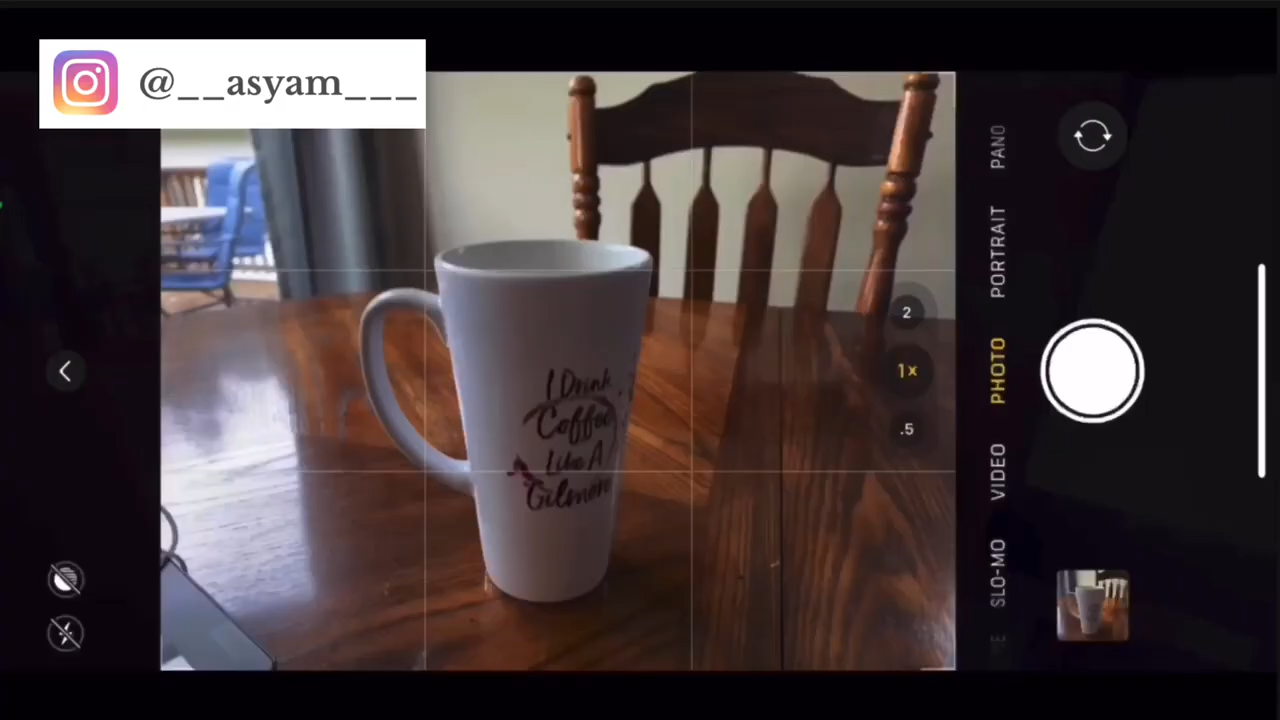 @__asyam___
PANO
PORTRAIT
PHOTO
VIDEO
SLO-MO
2
1x
.5
I Drink
Coffee
Like A
Gilmore